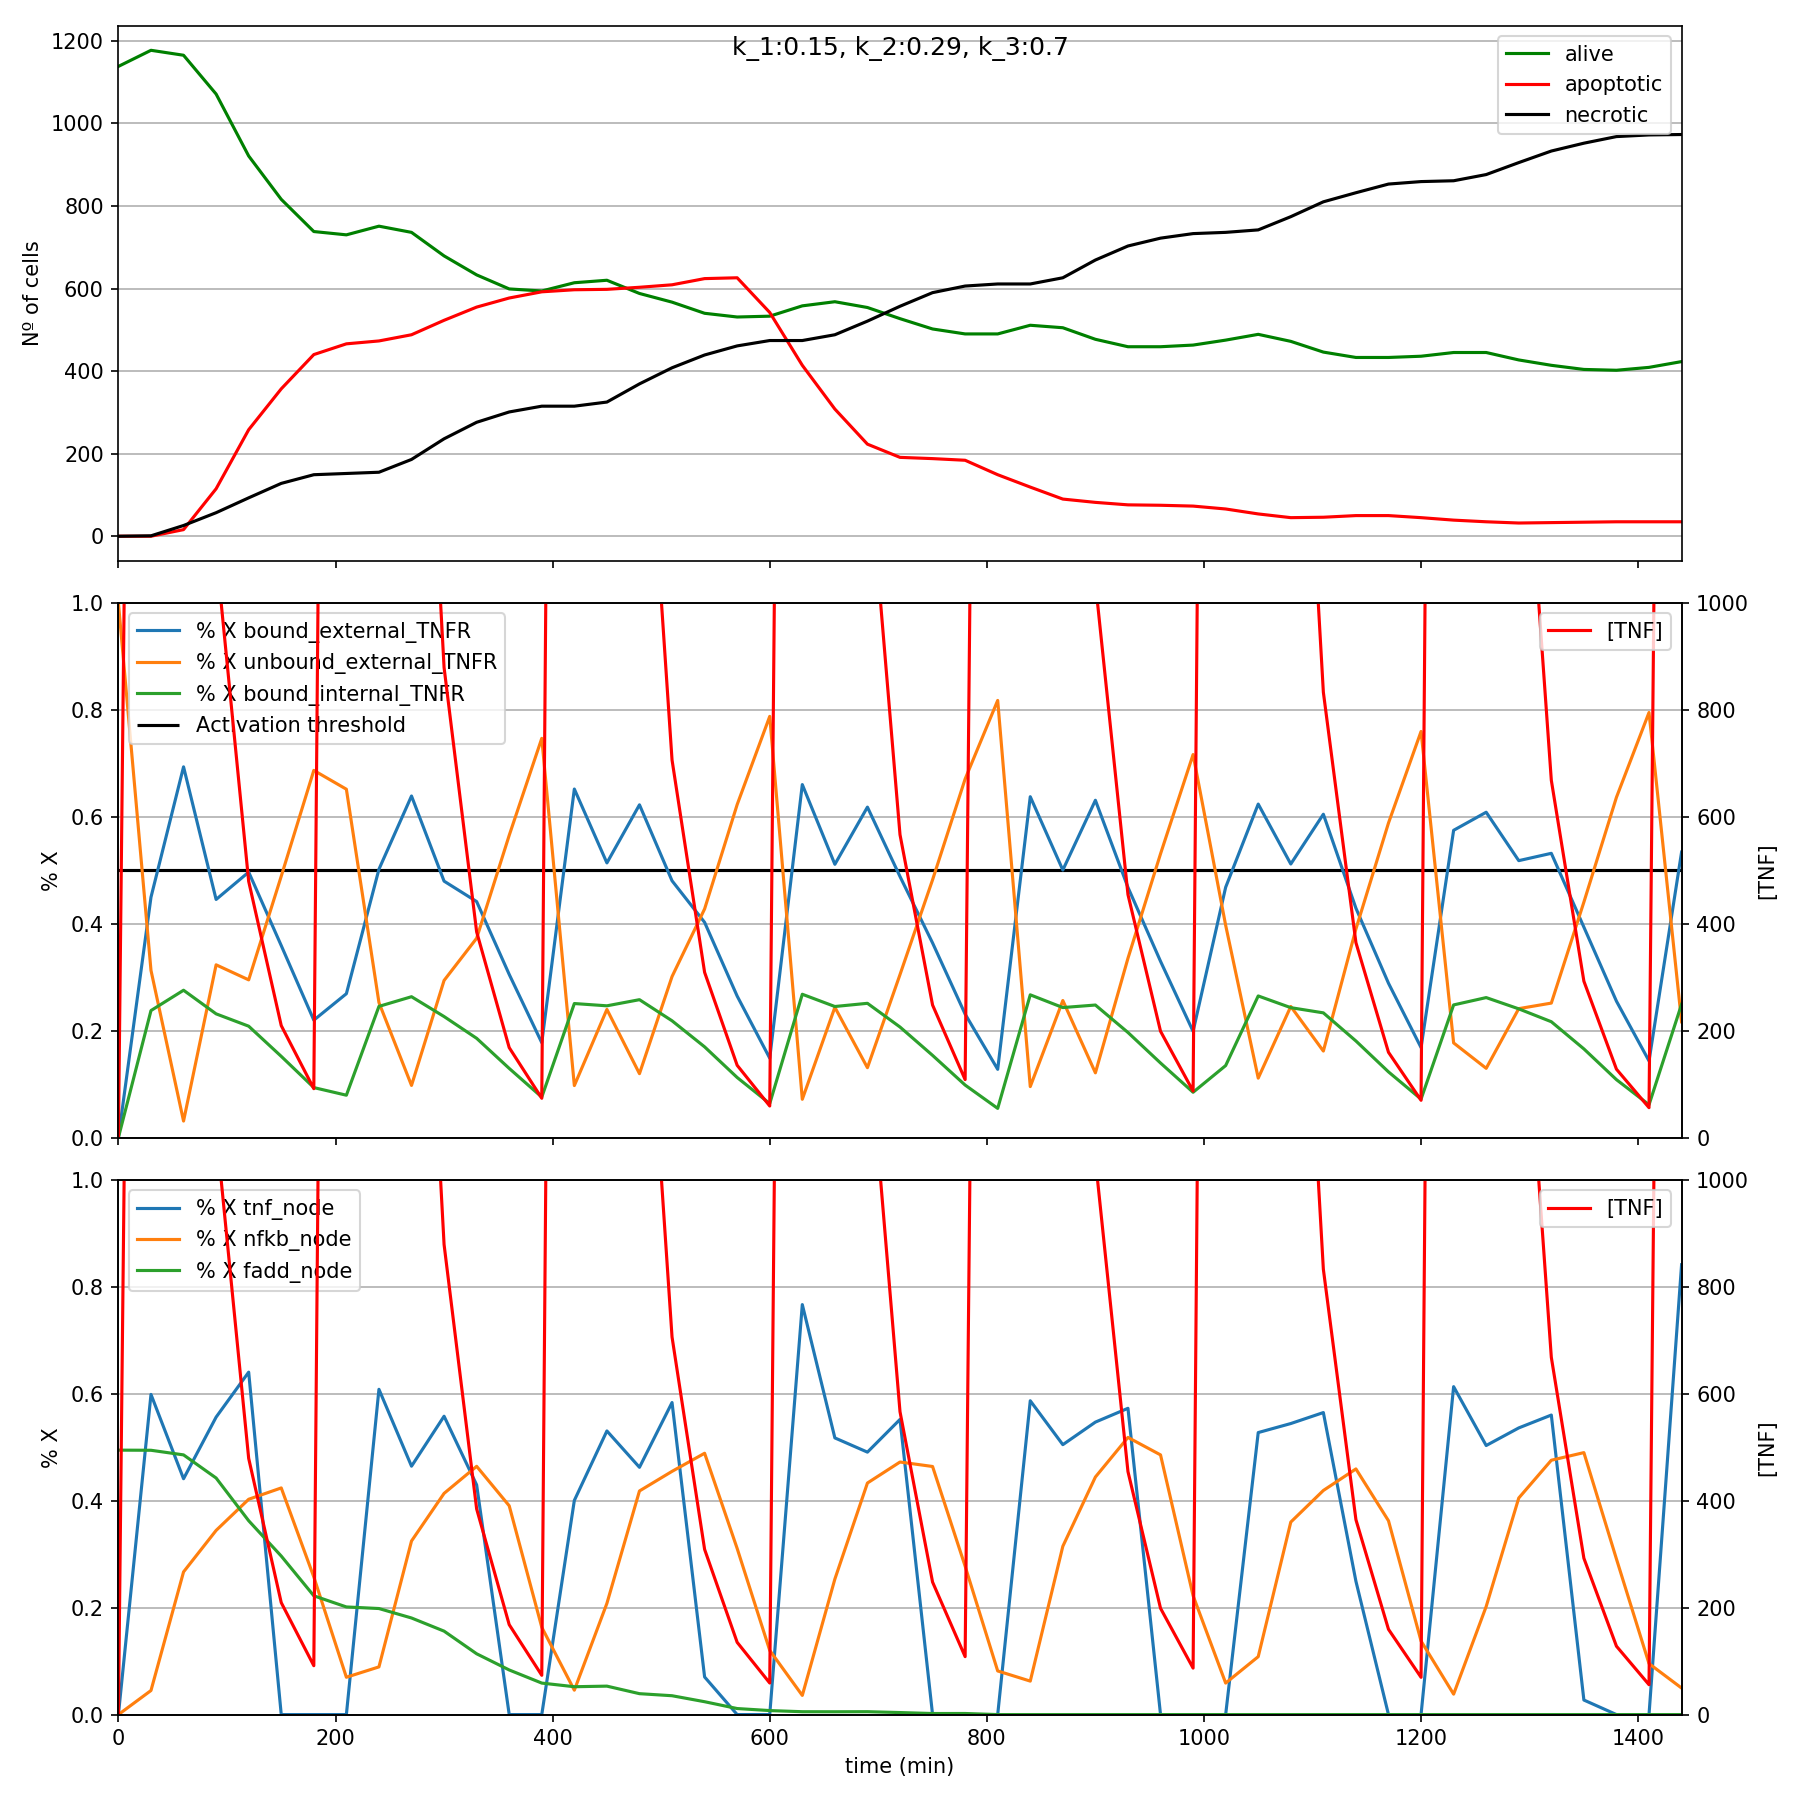 k_1:0.15, k_2:0.29, k_3:0.7
alive
apoptotic
necrotic
1200
1000
800
600
400
200
0
Nº of cells
% X bound_external_TNFR
% X unbound_external_TNFR
% X bound_internal_TNFR
Activation threshold
[TNF]
1.0
0.8
0.6
0.4
0.2
0.0
% X
1000
800
600
400
200
0
[TNF]
% X tnf_node
% X nfkb_node
% X fadd_node
[TNF]
1.0
0.8
0.6
0.4
0.2
0.0
% X
1000
800
600
400
200
0
[TNF]
0 200 400 600 800 1000 1200 1400
time (min)